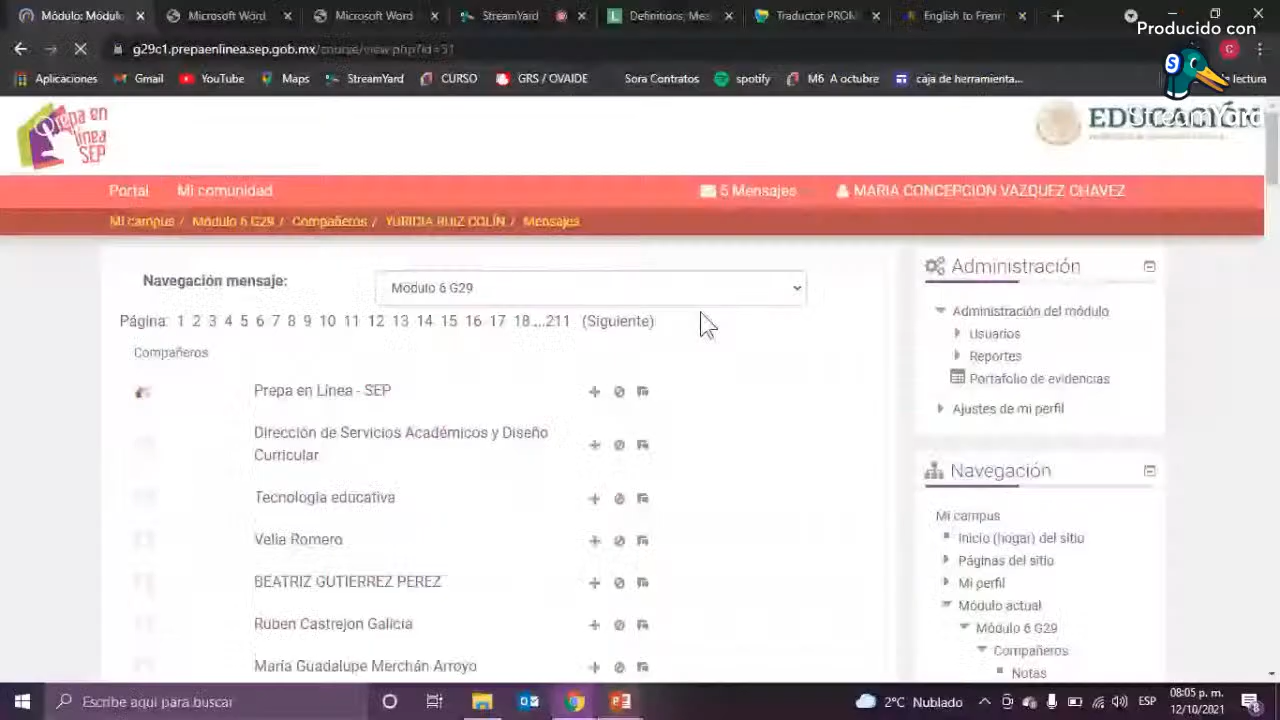 Módulo: Módulo
Microsoft Word
Microsoft Word
StreamYard
Definitions, Mea
Traductor PROM
English to Fren
Producido con
g29c1.prepaenlinea.sep.gob.mx/course/view.php?id=51
Aplicaciones
Gmail
YouTube
Maps
StreamYard
CURSO
GRS / OVAIDE
Sora Contratos
spotify
M6 A octubre
caja de herramienta...
lectura
StreamYard
Prepa en línea SEP
EDUCACIÓN
Portal
Mi comunidad
5 Mensajes
MARIA CONCEPCION VAZQUEZ CHAVEZ
Mi campus / Módulo 6 G29 / Compañeros / YURICIA RUIZ COLÍN / Mensajes
Navegación mensaje:
Módulo 6 G29
Página: 1 2 3 4 5 6 7 8 9 10 11 12 13 14 15 16 17 18...211 (Siguiente)
Compañeros
Prepa en Línea - SEP
Dirección de Servicios Académicos y Diseño
Curricular
Tecnología educativa
Velia Romero
BEATRIZ GUTIERREZ PEREZ
Ruben Castrejon Galicia
María Guadalupe Merchán Arroyo
Administración
Administración del módulo
Usuarios
Reportes
Portafolio de evidencias
Ajustes de mi perfil
Navegación
Mi campus
Inicio (hogar) del sitio
Páginas del sitio
Mi perfil
Módulo actual
Módulo 6 G29
Compañeros
Notas
Escribe aquí para buscar
2°C Nublado
ESP
08:05 p. m.
12/10/2021